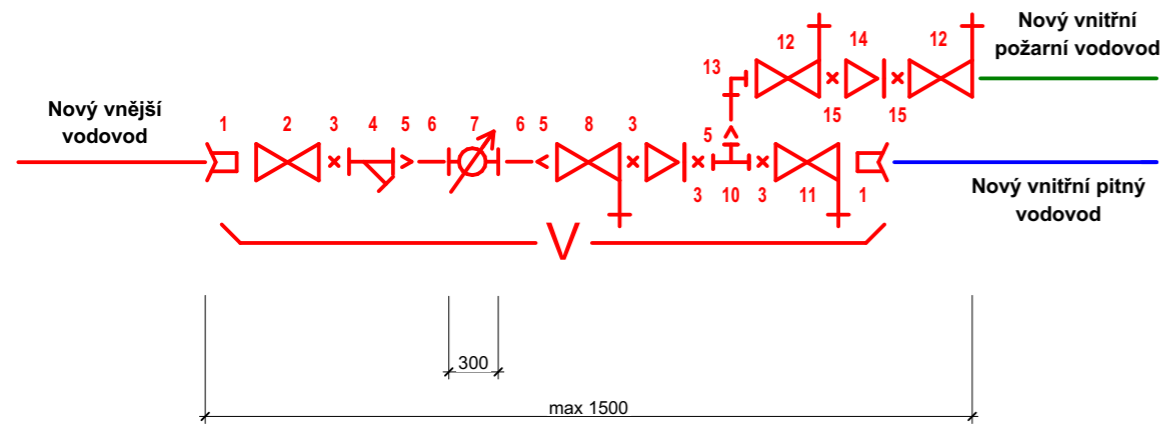 Nový vnitřní
požarní vodovod
12 14 12
13
Nový vnější
vodovod
1 2 3 4 5 6 7 6 5 8 3 5
15 15
3 10 3 11 1
Nový vnitřní pitný
vodovod
V
300
max 1500